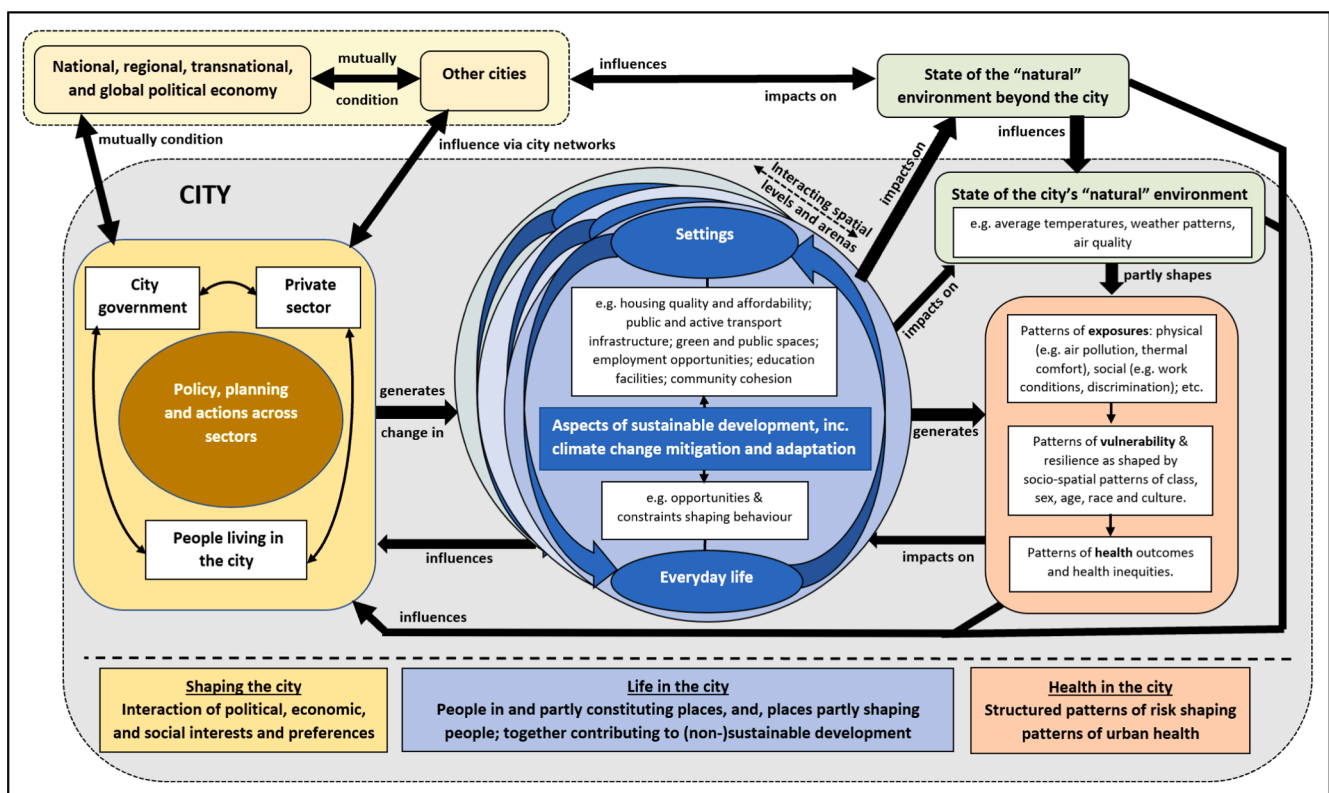 National, regional, transnational,
and global political economy
mutually
condition
Other cities
influences
impacts on
State of the “natural”
environment beyond the city
mutually condition
influence via city networks
influences
impacts on
CITY
Interacting spatial
levels and arenas
State of the city’s “natural” environment
e.g. average temperatures, weather patterns,
air quality
impacts on
partly shapes
City
government
Private
sector
Policy, planning
and actions across
sectors
People living in
the city
generates
change in
influences
influences
Settings
e.g. housing quality and affordability;
public and active transport
infrastructure; green and public spaces;
employment opportunities; education
facilities; community cohesion
Aspects of sustainable development, inc.
climate change mitigation and adaptation
e.g. opportunities &
constraints shaping behaviour
Everyday life
generates
impacts on
Patterns of exposures: physical
(e.g. air pollution, thermal
comfort), social (e.g. work
conditions, discrimination); etc.
Patterns of vulnerability &
resilience as shaped by
socio-spatial patterns of class,
sex, age, race and culture.
Patterns of health outcomes
and health inequities.
Shaping the city
Interaction of political, economic,
and social interests and preferences
Life in the city
People in and partly constituting places, and, places partly shaping
people; together contributing to (non-)sustainable development
Health in the city
Structured patterns of risk shaping
patterns of urban health